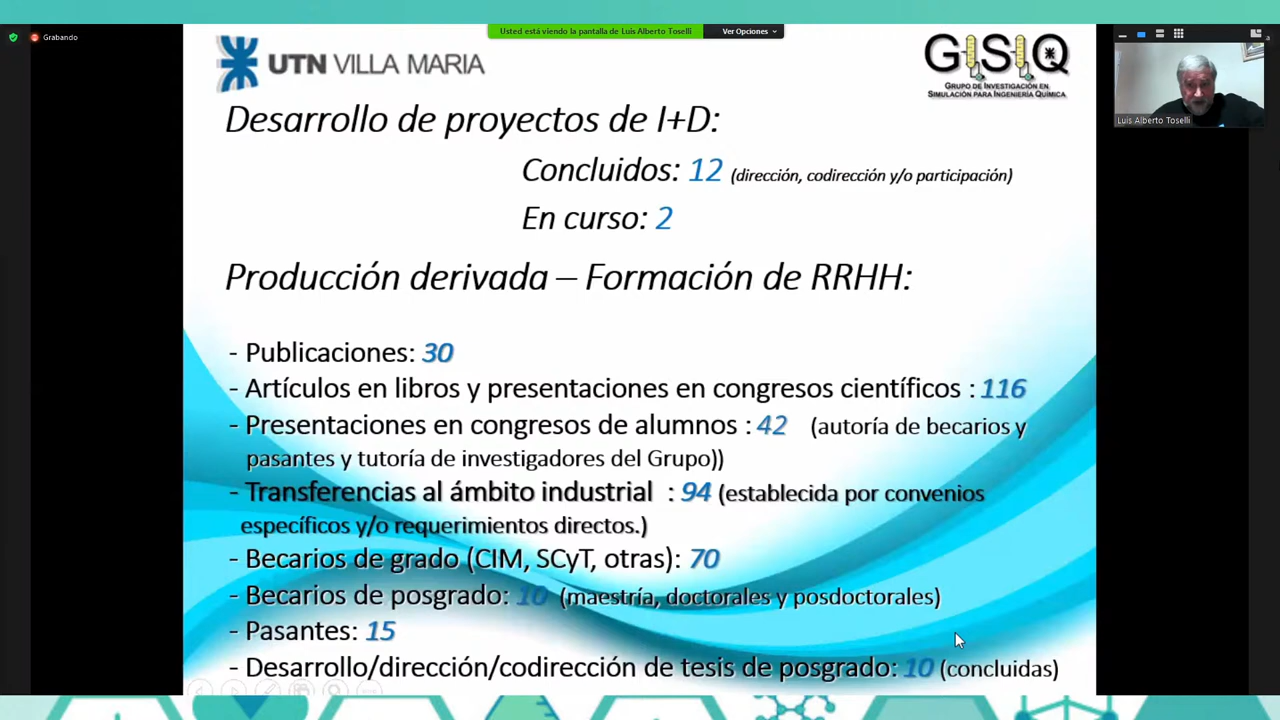 Grabando
Usted está viendo la pantalla de Luis Alberto Toselli
Ver Opciones
UTN VILLA MARIA
GISIQ
GRUPO DE INVESTIGACIÓN EN
SIMULACIÓN PARA INGENIERÍA QUÍMICA
Luis Alberto Toselli
Desarrollo de proyectos de I+D:
Concluidos: 12 (dirección, codirección y/o participación)
En curso: 2
Producción derivada – Formación de RRHH:
- Publicaciones: 30
- Artículos en libros y presentaciones en congresos científicos : 116
- Presentaciones en congresos de alumnos : 42 (autoría de becarios y
pasantes y tutoría de investigadores del Grupo))
- Transferencias al ámbito industrial : 94 (establecida por convenios
específicos y/o requerimientos directos.)
- Becarios de grado (CIM, SCyT, otras): 70
- Becarios de posgrado: 10 (maestría, doctorales y posdoctorales)
- Pasantes: 15
- Desarrollo/dirección/codirección de tesis de posgrado: 10 (concluidas)